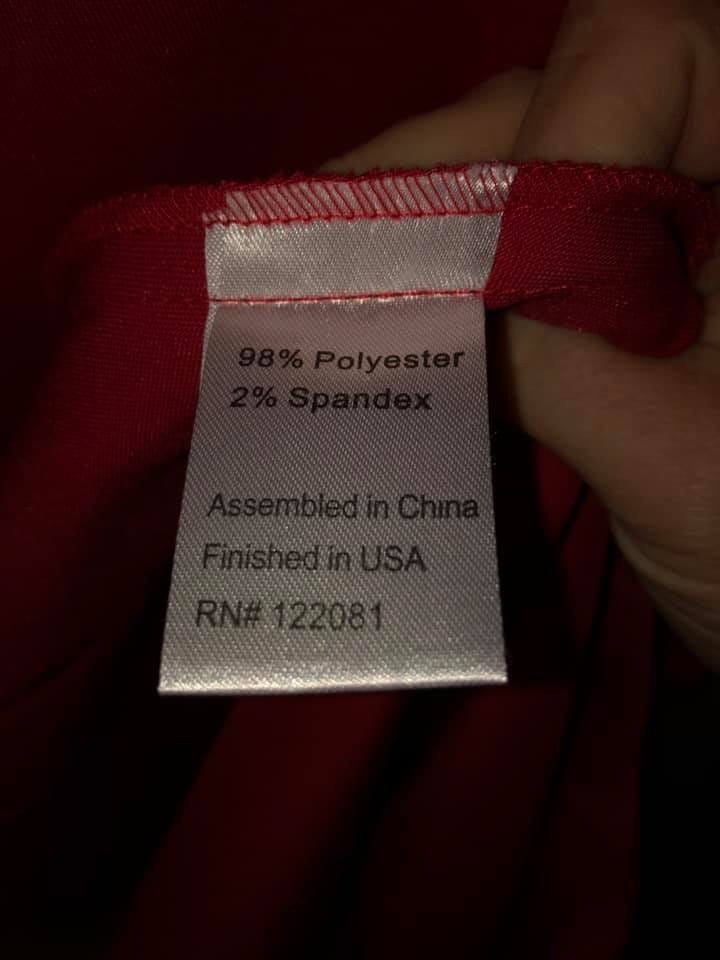 98% Polyester
2% Spandex
Assembled in China
Finished in USA
RN# 122081